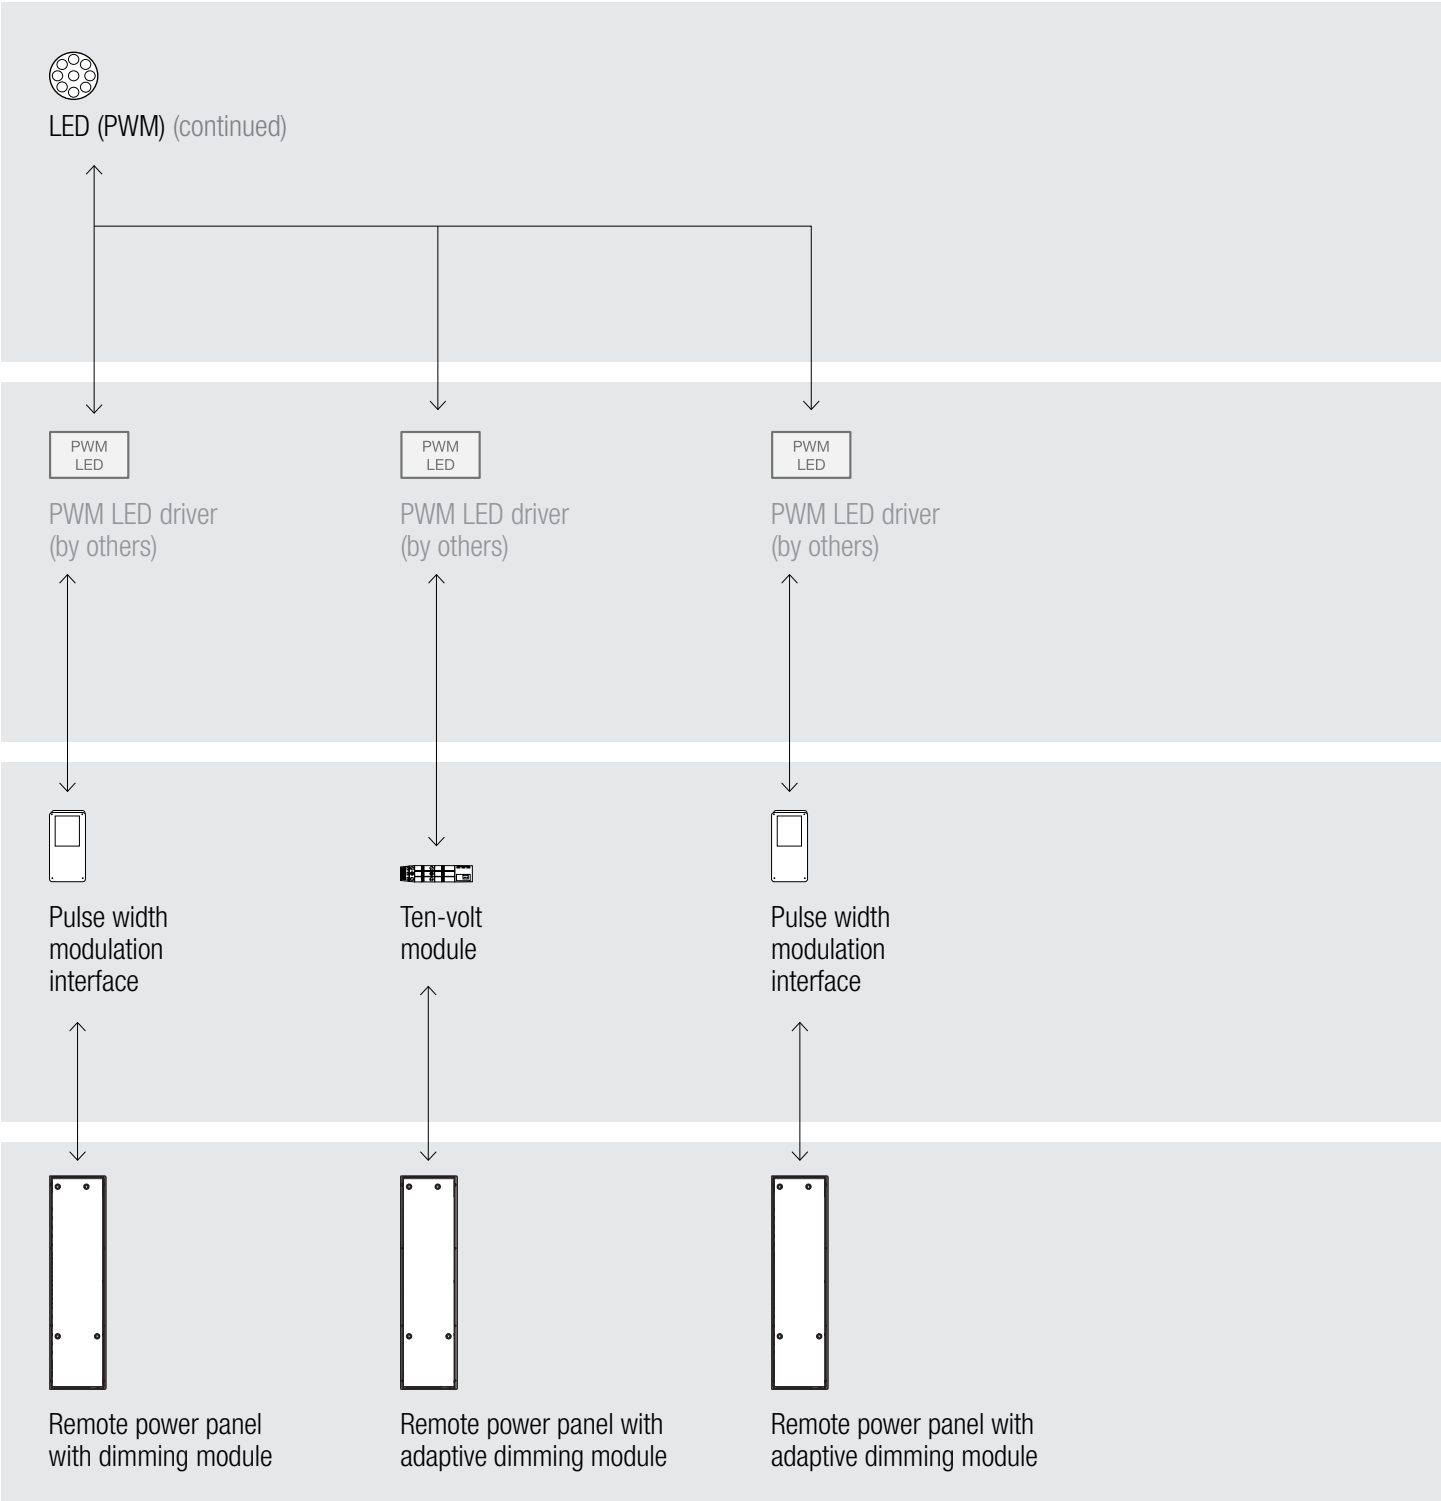 LED (PWM) (continued)
PWM
LED
PWM LED driver
(by others)
PWM
LED
PWM LED driver
(by others)
PWM
LED
PWM LED driver
(by others)
Pulse width
modulation
interface
Ten-volt
module
Pulse width
modulation
interface
Remote power panel
with dimming module
Remote power panel with
adaptive dimming module
Remote power panel with
adaptive dimming module